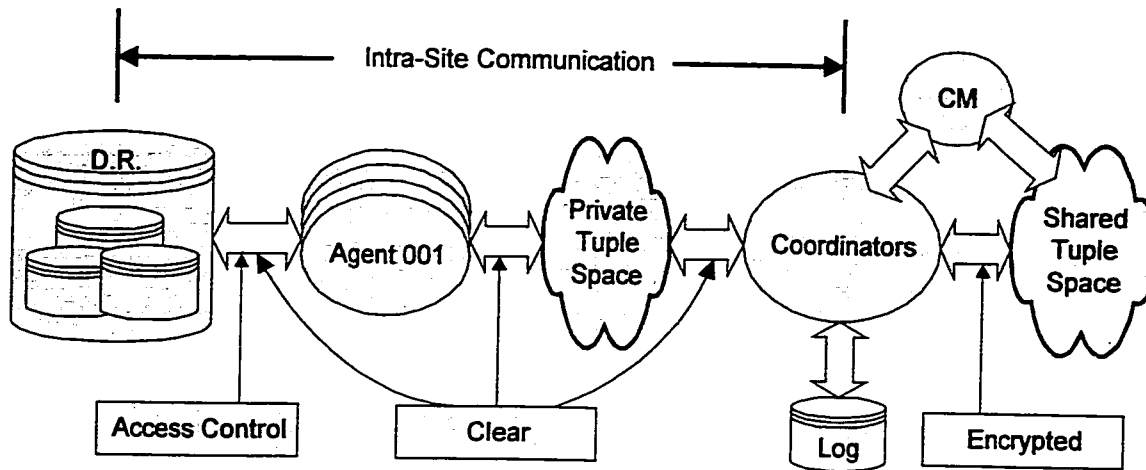 Intra-Site Communication
CM
D.R.
Agent 001
Private
Tuple
Space
Coordinators
Shared
Tuple
Space
Access Control
Clear
Log
Encrypted